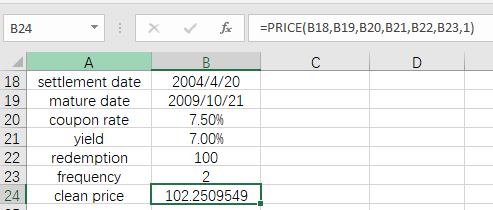 B24 fx =PRICE(B18,B19,B20,B21,B22,B23,1)
A B C D
18 settlement date 2004/4/20
19 mature date 2009/10/21
20 coupon rate 7.50%
21 yield 7.00%
22 redemption 100
23 frequency 2
24 clean price 102.2509549